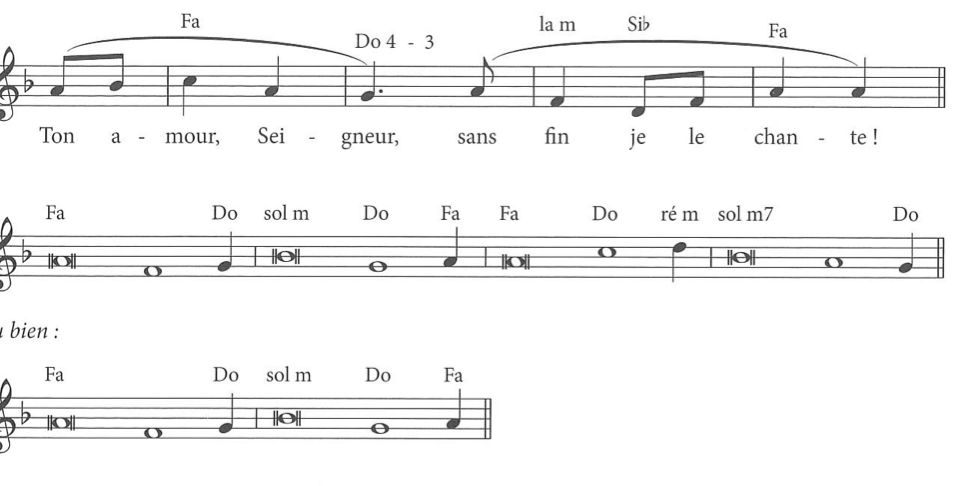 Fa
Do 4 - 3
la m Si♭
Fa
Ton a - mour, Sei - gneur, sans fin je le chan - te !
Fa Do sol m Do Fa Fa Do ré m sol m7 Do
bien :
Fa Do sol m Do Fa